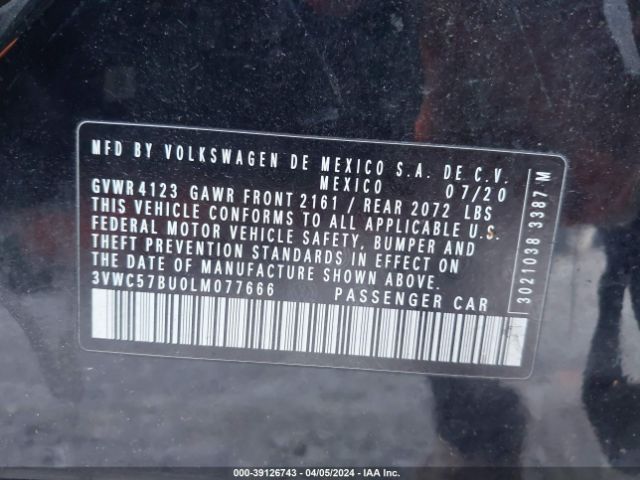 MFD BY VOLKSWAGEN DE MEXICO S.A. DE C.V.
MEXICO 07/20
GVWR 4123 GAWR FRONT 2161 / REAR 2072 LBS
THIS VEHICLE CONFORMS TO ALL APPLICABLE U.S.
FEDERAL MOTOR VEHICLE SAFETY, BUMPER AND
THEFT PREVENTION STANDARDS IN EFFECT ON
THE DATE OF MANUFACTURE SHOWN ABOVE.
3VWC57BU0LM077666 PASSENGER CAR
3021038 3387 M
000-39126743 - 04/05/2024 - IAA Inc.